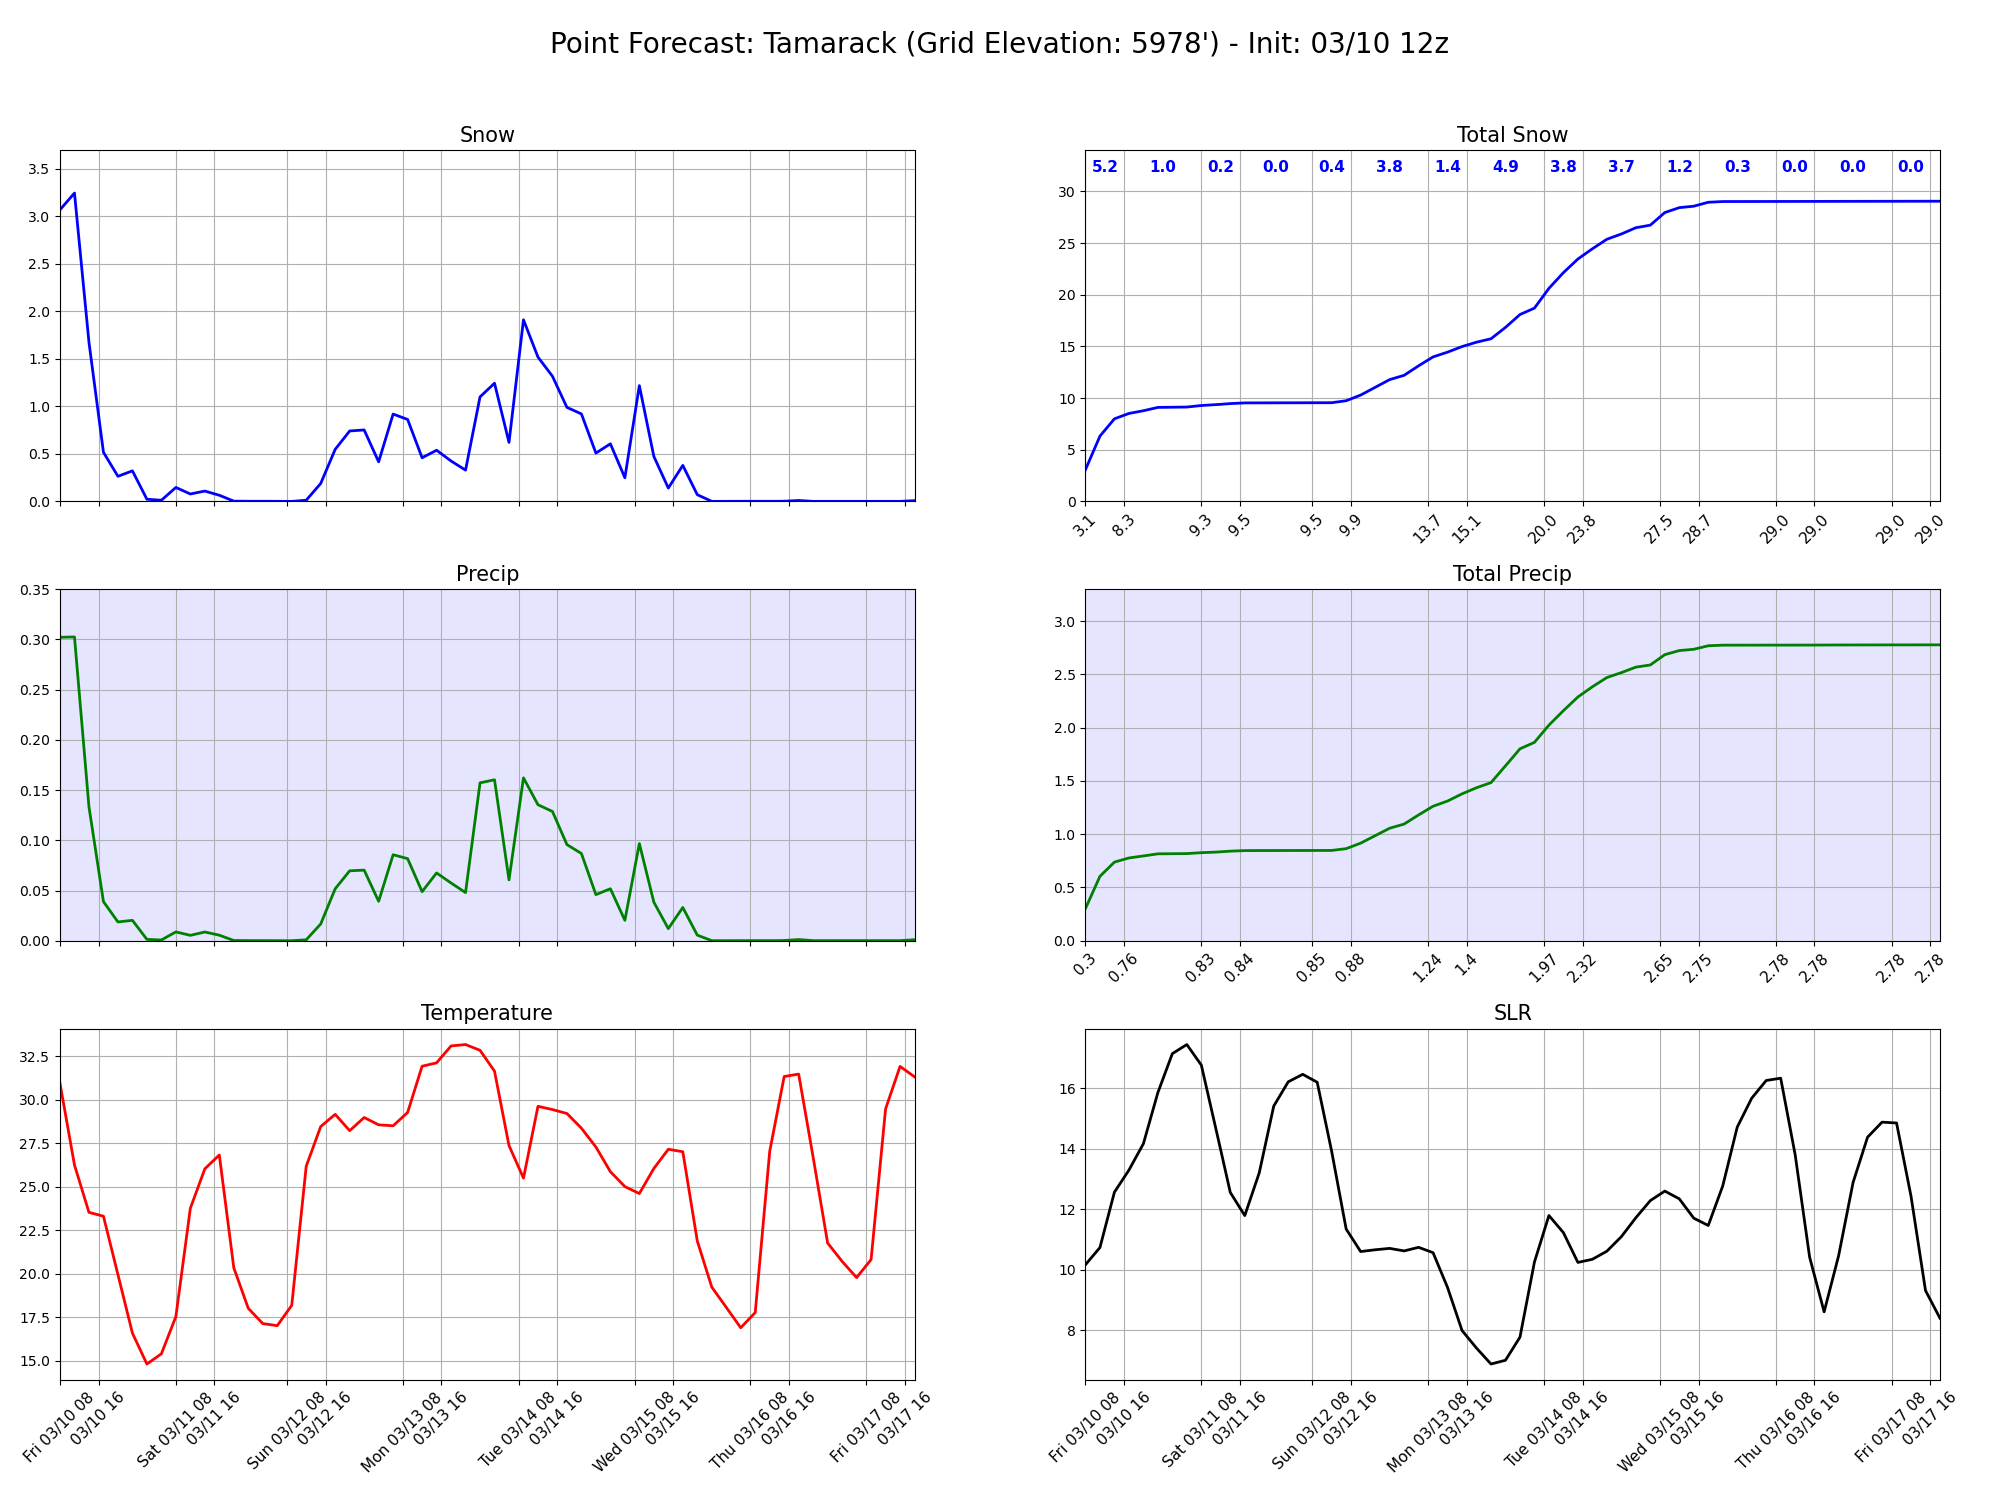 Point Forecast: Tamarack (Grid Elevation: 5978') - Init: 03/10 12z
Snow
3.5
3.0
2.5
2.0
1.5
1.0
0.5
0.0
Total Snow
5.2 1.0 0.2 0.0 0.4 3.8 1.4 4.9 3.8 3.7 1.2 0.3 0.0 0.0 0.0
30
25
20
15
10
5
0
3.1 8.3 9.3 9.5 9.5 9.9 13.7 15.1 20.0 23.8 27.5 28.7 29.0 29.0 29.0 29.0
Precip
0.35
0.30
0.25
0.20
0.15
0.10
0.05
0.00
Total Precip
3.0
2.5
2.0
1.5
1.0
0.5
0.0
0.3 0.76 0.83 0.84 0.85 0.88 1.24 1.4 1.97 2.32 2.65 2.75 2.78 2.78 2.78 2.78
Temperature
32.5
30.0
27.5
25.0
22.5
20.0
17.5
15.0
Fri 03/10 08
03/10 16
Sat 03/11 08
03/11 16
Sun 03/12 08
03/12 16
Mon 03/13 08
03/13 16
Tue 03/14 08
03/14 16
Wed 03/15 08
03/15 16
Thu 03/16 08
03/16 16
Fri 03/17 08
03/17 16
SLR
16
14
12
10
8
Fri 03/10 08
03/10 16
Sat 03/11 08
03/11 16
Sun 03/12 08
03/12 16
Mon 03/13 08
03/13 16
Tue 03/14 08
03/14 16
Wed 03/15 08
03/15 16
Thu 03/16 08
03/16 16
Fri 03/17 08
03/17 16